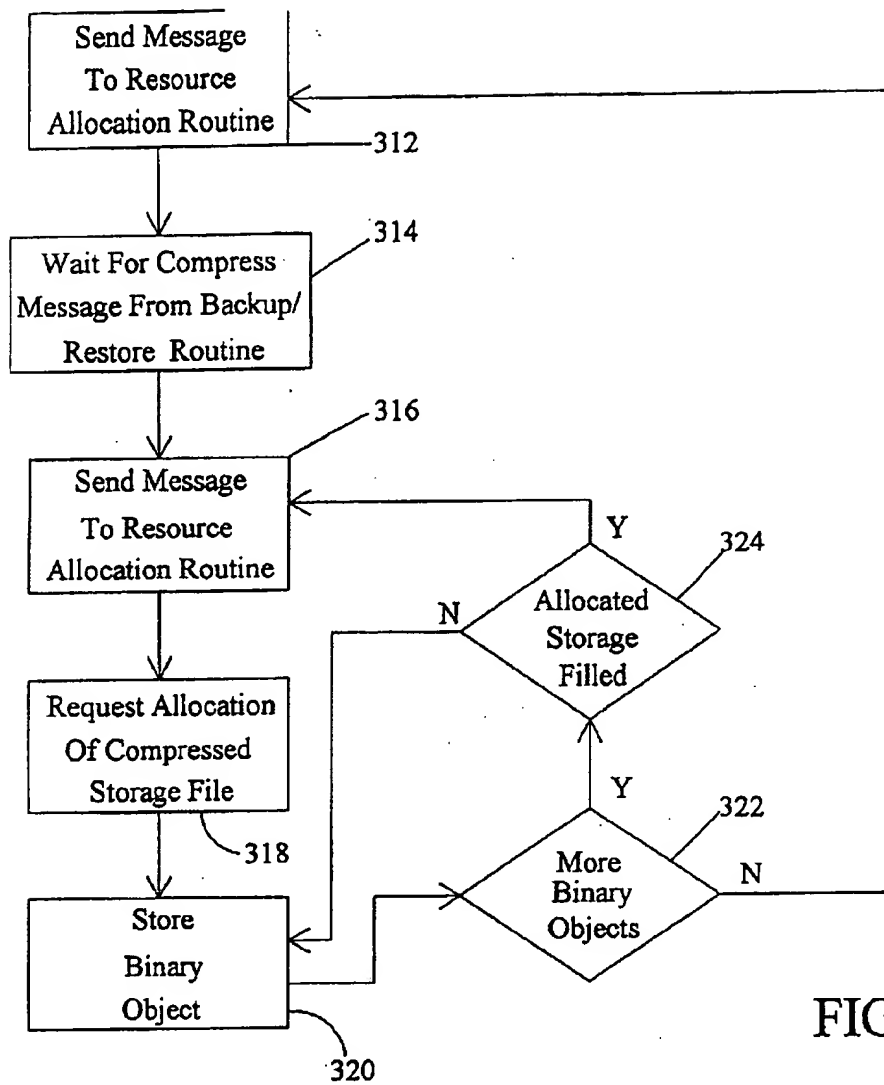 Send Message
To Resource
Allocation Routine
312
314
Wait For Compress
Message From Backup/
Restore Routine
316
Send Message
To Resource
Allocation Routine
Y
324
N
Allocated
Storage
Filled
Request Allocation
Of Compressed
Storage File
318
Y
322
More
Binary
Objects
N
Store
Binary
Object
320
FIG